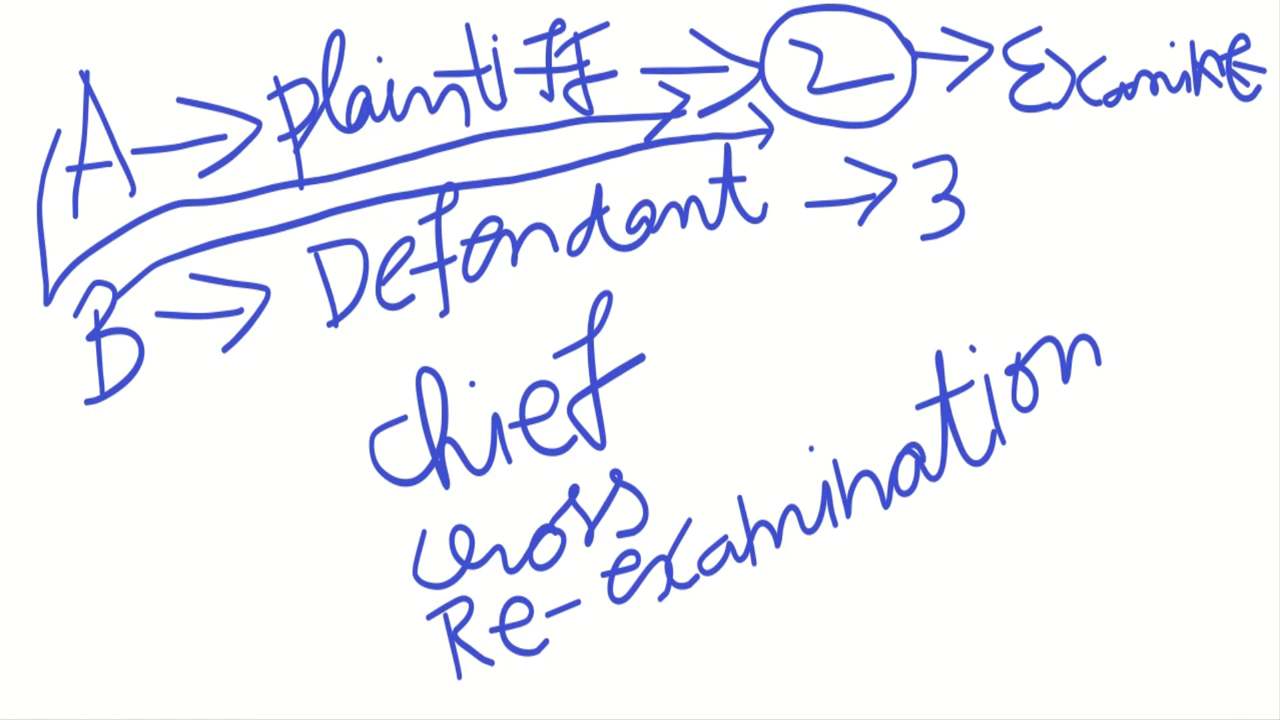 A → plaintiff → 2 → Examine
B → Defendant → 3
chief
cross
Re-examination